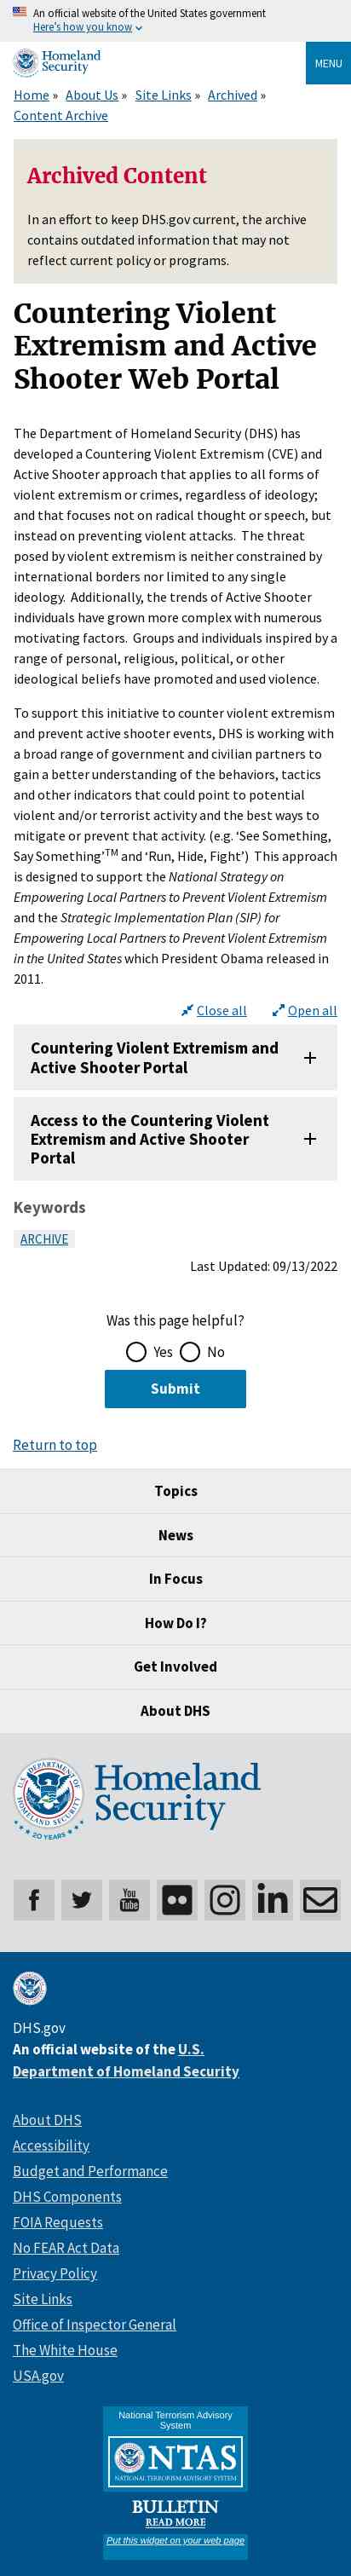 An official website of the United States government
Here’s how you know
Homeland
Security
MENU
Home » About Us » Site Links » Archived »
Content Archive
Archived Content
In an effort to keep DHS.gov current, the archive
contains outdated information that may not
reflect current policy or programs.
Countering Violent
Extremism and Active
Shooter Web Portal
The Department of Homeland Security (DHS) has
developed a Countering Violent Extremism (CVE) and
Active Shooter approach that applies to all forms of
violent extremism or crimes, regardless of ideology;
and that focuses not on radical thought or speech, but
instead on preventing violent attacks.  The threat
posed by violent extremism is neither constrained by
international borders nor limited to any single
ideology.  Additionally, the trends of Active Shooter
individuals have grown more complex with numerous
motivating factors.  Groups and individuals inspired by a
range of personal, religious, political, or other
ideological beliefs have promoted and used violence.
To support this initiative to counter violent extremism
and prevent active shooter events, DHS is working with
a broad range of government and civilian partners to
gain a better understanding of the behaviors, tactics
and other indicators that could point to potential
violent and/or terrorist activity and the best ways to
mitigate or prevent that activity. (e.g. ‘See Something,
Say Something’TM and ‘Run, Hide, Fight’)  This approach
is designed to support the National Strategy on
Empowering Local Partners to Prevent Violent Extremism
and the Strategic Implementation Plan (SIP) for
Empowering Local Partners to Prevent Violent Extremism
in the United States which President Obama released in
2011.
Close all Open all
Countering Violent Extremism and
Active Shooter Portal
Access to the Countering Violent
Extremism and Active Shooter
Portal
Keywords
ARCHIVE
Last Updated: 09/13/2022
Was this page helpful?
Yes No
Submit
Return to top
Topics
News
In Focus
How Do I?
Get Involved
About DHS
U.S. DEPARTMENT OF HOMELAND SECURITY
20 YEARS
Homeland
Security
You
Tube
DHS.gov
An official website of the U.S.
Department of Homeland Security
About DHS
Accessibility
Budget and Performance
DHS Components
FOIA Requests
No FEAR Act Data
Privacy Policy
Site Links
Office of Inspector General
The White House
USA.gov
National Terrorism Advisory
System
NTAS
NATIONAL TERRORISM ADVISORY SYSTEM
BULLETIN
READ MORE
Put this widget on your web page